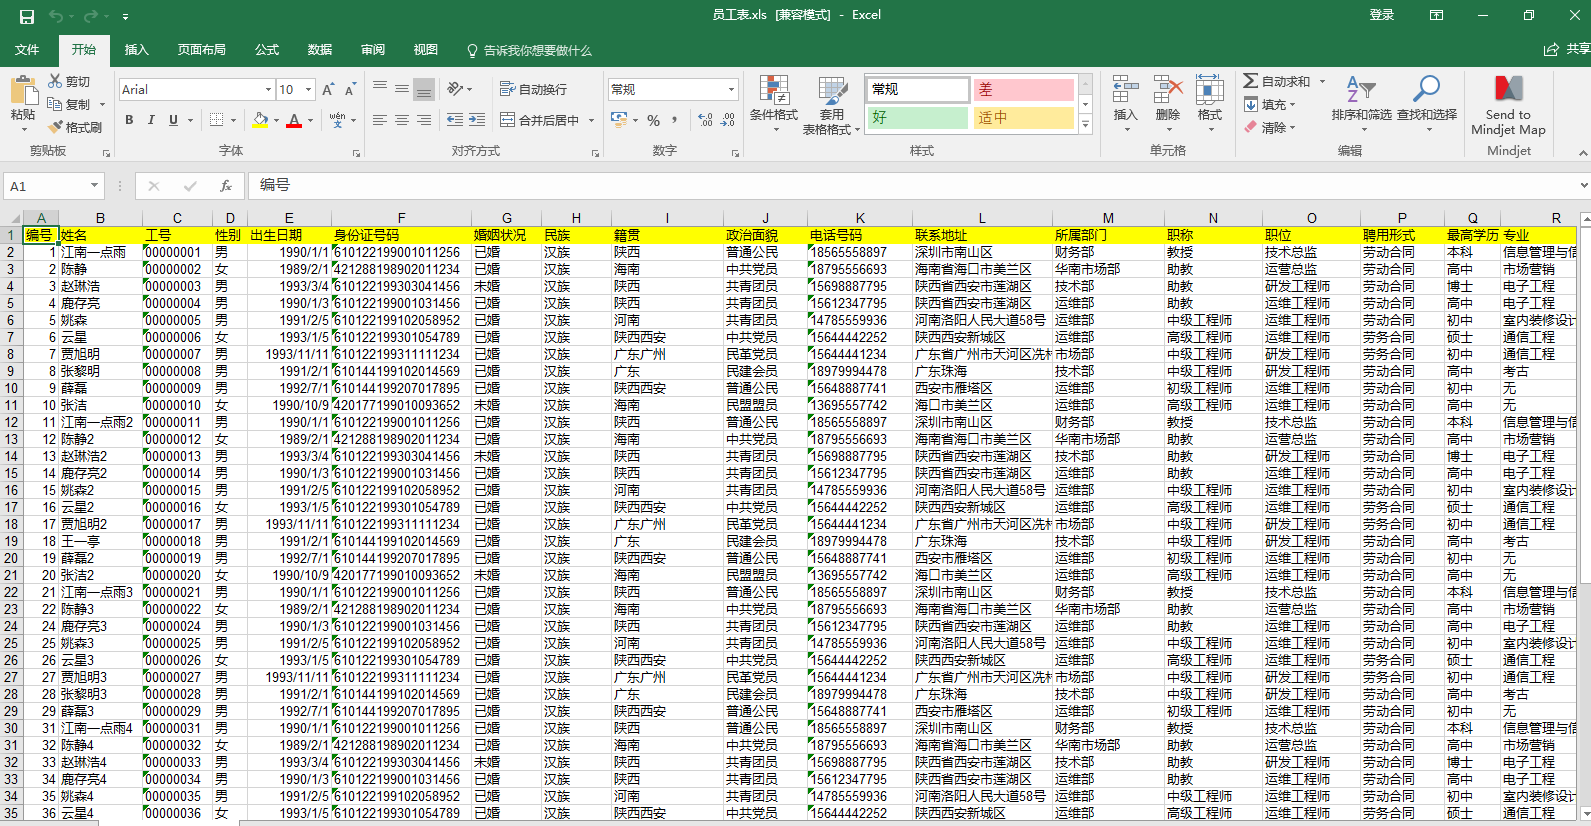 员工表.xls [兼容模式] - Excel 登录
文件 开始 插入 页面布局 公式 数据 审阅 视图 告诉我你想要做什么 共享
粘贴 剪切 复制 格式刷 剪贴板
Arial 10 B I U A A A wén 字体
自动换行 合并后居中 对齐方式
常规 % , .00 数字
条件格式 套用表格格式 常规 差 好 适中 样式
插入 删除 格式 单元格
自动求和 填充 清除 排序和筛选 查找和选择 编辑
Send to Mindjet Map Mindjet
A1 fx 编号
A B C D E F G H I J K L M N O P Q R
1 编号 姓名 工号 性别 出生日期 身份证号码 婚姻状况 民族 籍贯 政治面貌 电话号码 联系地址 所属部门 职称 职位 聘用形式 最高学历 专业
2 1 江南一点雨 00000001 男 1990/1/1 610122199001011256 已婚 汉族 陕西 普通公民 18565558897 深圳市南山区 财务部 教授 技术总监 劳动合同 本科 信息管理与信
3 2 陈静 00000002 女 1989/2/1 421288198902011234 已婚 汉族 海南 中共党员 18795556693 海南省海口市美兰区 华南市场部 助教 运营总监 劳动合同 高中 市场营销
4 3 赵琳浩 00000003 男 1993/3/4 610122199303041456 未婚 汉族 陕西 共青团员 15698887795 陕西省西安市莲湖区 技术部 助教 研发工程师 劳动合同 博士 电子工程
5 4 鹿存亮 00000004 男 1990/1/3 610122199001031456 已婚 汉族 陕西 共青团员 15612347795 陕西省西安市莲湖区 运维部 助教 运维工程师 劳动合同 高中 电子工程
6 5 姚森 00000005 男 1991/2/5 610122199102058952 已婚 汉族 河南 共青团员 14785559936 河南洛阳人民大道58号 运维部 中级工程师 运维工程师 劳动合同 初中 室内装修设计
7 6 云星 00000006 女 1993/1/5 610122199301054789 已婚 汉族 陕西西安 中共党员 15644442252 陕西西安新城区 运维部 高级工程师 运维工程师 劳务合同 硕士 通信工程
8 7 贾旭明 00000007 男 1993/11/11 610122199311111234 已婚 汉族 广东广州 民革党员 15644441234 广东省广州市天河区冼村 市场部 中级工程师 研发工程师 劳务合同 初中 通信工程
9 8 张黎明 00000008 男 1991/2/1 610144199102014569 已婚 汉族 广东 民建会员 18979994478 广东珠海 技术部 中级工程师 研发工程师 劳动合同 高中 考古
10 9 薛磊 00000009 男 1992/7/1 610144199207017895 已婚 汉族 陕西西安 普通公民 15648887741 西安市雁塔区 运维部 初级工程师 运维工程师 劳动合同 初中 无
11 10 张洁 00000010 女 1990/10/9 420177199010093652 未婚 汉族 海南 民盟盟员 13695557742 海口市美兰区 运维部 高级工程师 运维工程师 劳动合同 高中 无
12 11 江南一点雨2 00000011 男 1990/1/1 610122199001011256 已婚 汉族 陕西 普通公民 18565558897 深圳市南山区 财务部 教授 技术总监 劳动合同 本科 信息管理与信
13 12 陈静2 00000012 女 1989/2/1 421288198902011234 已婚 汉族 海南 中共党员 18795556693 海南省海口市美兰区 华南市场部 助教 运营总监 劳动合同 高中 市场营销
14 13 赵琳浩2 00000013 男 1993/3/4 610122199303041456 未婚 汉族 陕西 共青团员 15698887795 陕西省西安市莲湖区 技术部 助教 研发工程师 劳动合同 博士 电子工程
15 14 鹿存亮2 00000014 男 1990/1/3 610122199001031456 已婚 汉族 陕西 共青团员 15612347795 陕西省西安市莲湖区 运维部 助教 运维工程师 劳动合同 高中 电子工程
16 15 姚森2 00000015 男 1991/2/5 610122199102058952 已婚 汉族 河南 共青团员 14785559936 河南洛阳人民大道58号 运维部 中级工程师 运维工程师 劳动合同 初中 室内装修设计
17 16 云星2 00000016 女 1993/1/5 610122199301054789 已婚 汉族 陕西西安 中共党员 15644442252 陕西西安新城区 运维部 高级工程师 运维工程师 劳务合同 硕士 通信工程
18 17 贾旭明2 00000017 男 1993/11/11 610122199311111234 已婚 汉族 广东广州 民革党员 15644441234 广东省广州市天河区冼村 市场部 中级工程师 研发工程师 劳务合同 初中 通信工程
19 18 王一亭 00000018 男 1991/2/1 610144199102014569 已婚 汉族 广东 民建会员 18979994478 广东珠海 技术部 中级工程师 研发工程师 劳动合同 高中 考古
20 19 薛磊2 00000019 男 1992/7/1 610144199207017895 已婚 汉族 陕西西安 普通公民 15648887741 西安市雁塔区 运维部 初级工程师 运维工程师 劳动合同 初中 无
21 20 张洁2 00000020 女 1990/10/9 420177199010093652 未婚 汉族 海南 民盟盟员 13695557742 海口市美兰区 运维部 高级工程师 运维工程师 劳动合同 高中 无
22 21 江南一点雨3 00000021 男 1990/1/1 610122199001011256 已婚 汉族 陕西 普通公民 18565558897 深圳市南山区 财务部 教授 技术总监 劳动合同 本科 信息管理与信
23 22 陈静3 00000022 女 1989/2/1 421288198902011234 已婚 汉族 海南 中共党员 18795556693 海南省海口市美兰区 华南市场部 助教 运营总监 劳动合同 高中 市场营销
24 24 鹿存亮3 00000024 男 1990/1/3 610122199001031456 已婚 汉族 陕西 共青团员 15612347795 陕西省西安市莲湖区 运维部 助教 运维工程师 劳动合同 高中 电子工程
25 25 姚森3 00000025 男 1991/2/5 610122199102058952 已婚 汉族 河南 共青团员 14785559936 河南洛阳人民大道58号 运维部 中级工程师 运维工程师 劳动合同 初中 室内装修设计
26 26 云星3 00000026 女 1993/1/5 610122199301054789 已婚 汉族 陕西西安 中共党员 15644442252 陕西西安新城区 运维部 高级工程师 运维工程师 劳务合同 硕士 通信工程
27 27 贾旭明3 00000027 男 1993/11/11 610122199311111234 已婚 汉族 广东广州 民革党员 15644441234 广东省广州市天河区冼村 市场部 中级工程师 研发工程师 劳务合同 初中 通信工程
28 28 张黎明3 00000028 男 1991/2/1 610144199102014569 已婚 汉族 广东 民建会员 18979994478 广东珠海 技术部 中级工程师 研发工程师 劳动合同 高中 考古
29 29 薛磊3 00000029 男 1992/7/1 610144199207017895 已婚 汉族 陕西西安 普通公民 15648887741 西安市雁塔区 运维部 初级工程师 运维工程师 劳动合同 初中 无
30 31 江南一点雨4 00000031 男 1990/1/1 610122199001011256 已婚 汉族 陕西 普通公民 18565558897 深圳市南山区 财务部 教授 技术总监 劳动合同 本科 信息管理与信
31 32 陈静4 00000032 女 1989/2/1 421288198902011234 已婚 汉族 海南 中共党员 18795556693 海南省海口市美兰区 华南市场部 助教 运营总监 劳动合同 高中 市场营销
32 33 赵琳浩4 00000033 男 1993/3/4 610122199303041456 未婚 汉族 陕西 共青团员 15698887795 陕西省西安市莲湖区 技术部 助教 研发工程师 劳动合同 博士 电子工程
33 34 鹿存亮4 00000034 男 1990/1/3 610122199001031456 已婚 汉族 陕西 共青团员 15612347795 陕西省西安市莲湖区 运维部 助教 运维工程师 劳动合同 高中 电子工程
34 35 姚森4 00000035 男 1991/2/5 610122199102058952 已婚 汉族 河南 共青团员 14785559936 河南洛阳人民大道58号 运维部 中级工程师 运维工程师 劳动合同 初中 室内装修设计
35 36 云星4 00000036 女 1993/1/5 610122199301054789 已婚 汉族 陕西西安 中共党员 15644442252 陕西西安新城区 运维部 高级工程师 运维工程师 劳务合同 硕士 通信工程